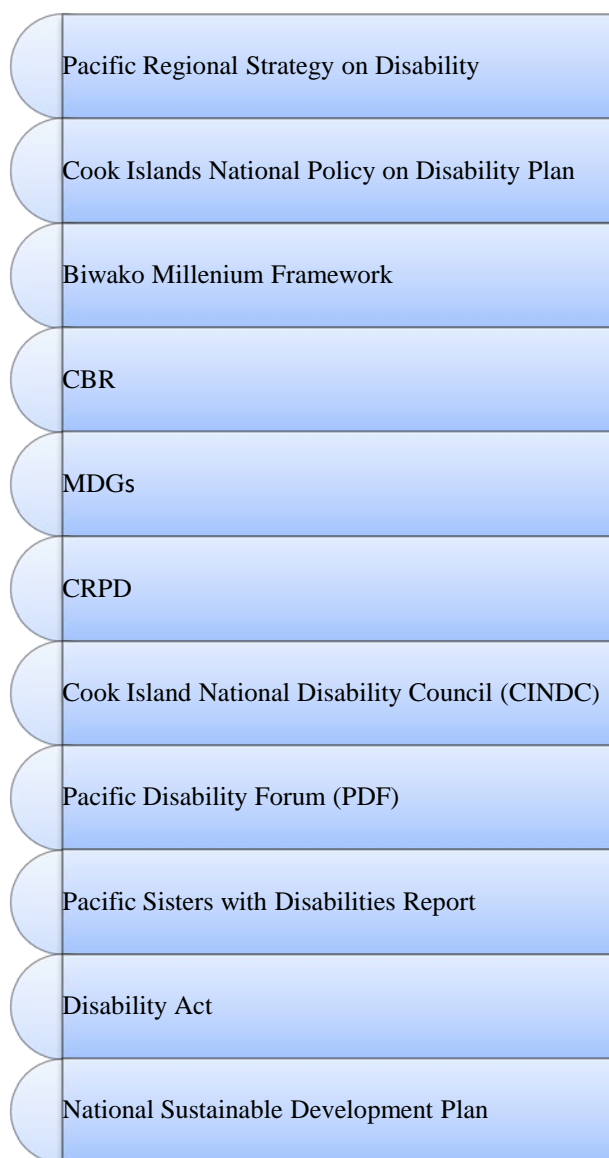 Pacific Regional Strategy on Disability
Cook Islands National Policy on Disability Plan
Biwako Millenium Framework
CBR
MDGs
CRPD
Cook Island National Disability Council (CINDC)
Pacific Disability Forum (PDF)
Pacific Sisters with Disabilities Report
Disability Act
National Sustainable Development Plan